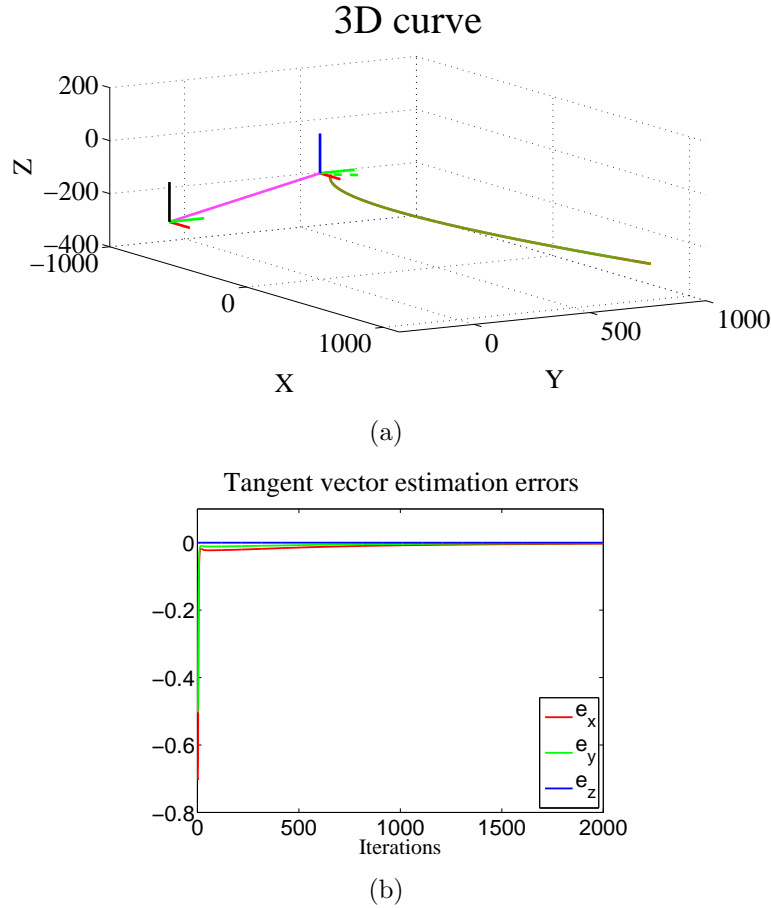 3D curve
200
0
−200
−400
Z
−1000
0
1000
X
0
500
1000
Y
(a)
Tangent vector estimation errors
0
−0.2
−0.4
−0.6
−0.8
e_x
e_y
e_z
0 500 1000 1500 2000
Iterations
(b)